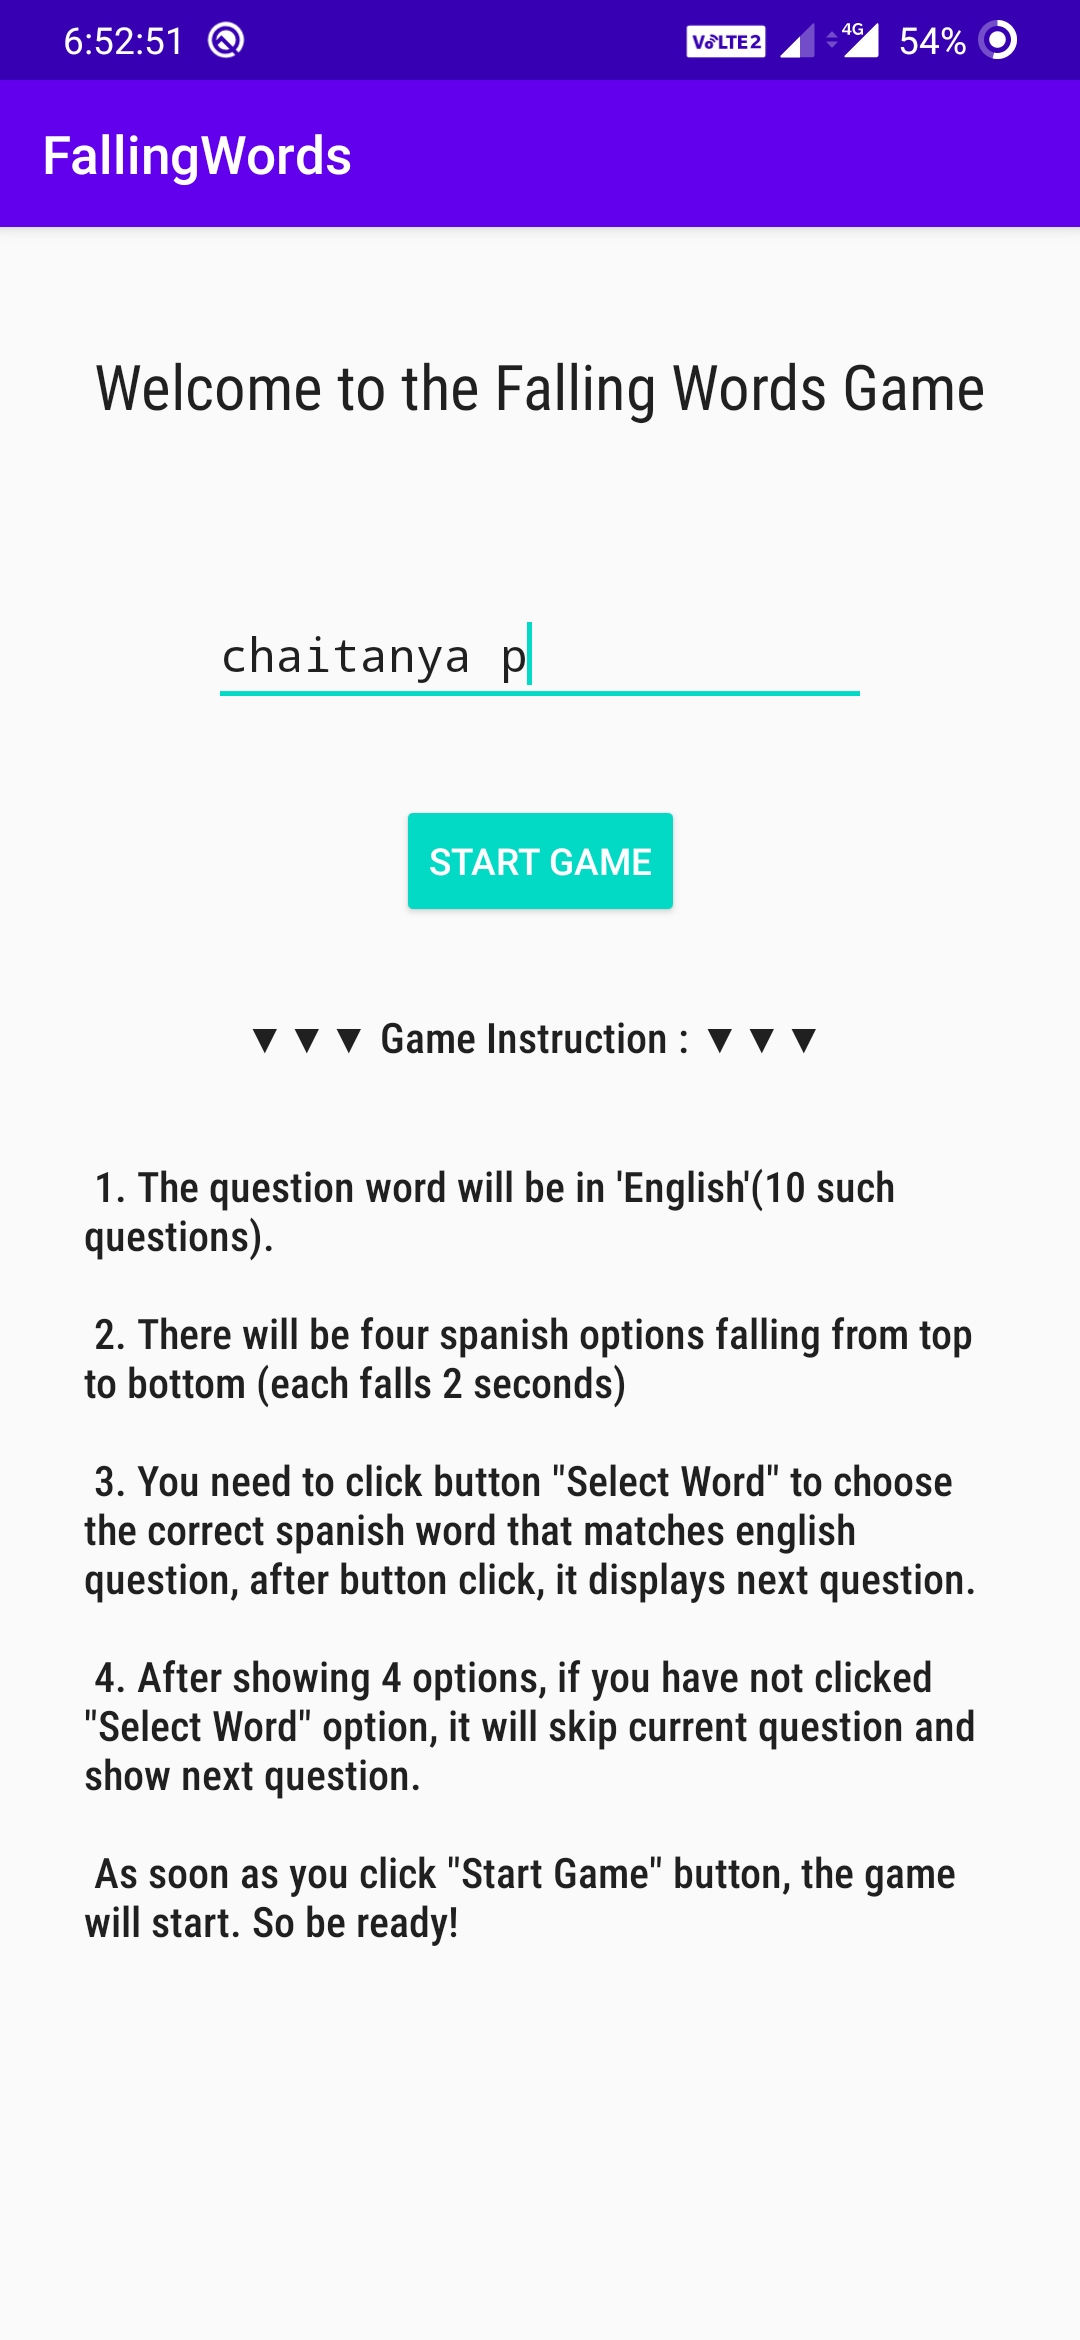 6:52:51 VoLTE2 4G 54%
FallingWords
Welcome to the Falling Words Game
chaitanya p
START GAME
▼ ▼ ▼ Game Instruction : ▼ ▼ ▼
1. The question word will be in 'English'(10 such
questions).
2. There will be four spanish options falling from top
to bottom (each falls 2 seconds)
3. You need to click button "Select Word" to choose
the correct spanish word that matches english
question, after button click, it displays next question.
4. After showing 4 options, if you have not clicked
"Select Word" option, it will skip current question and
show next question.
As soon as you click "Start Game" button, the game
will start. So be ready!